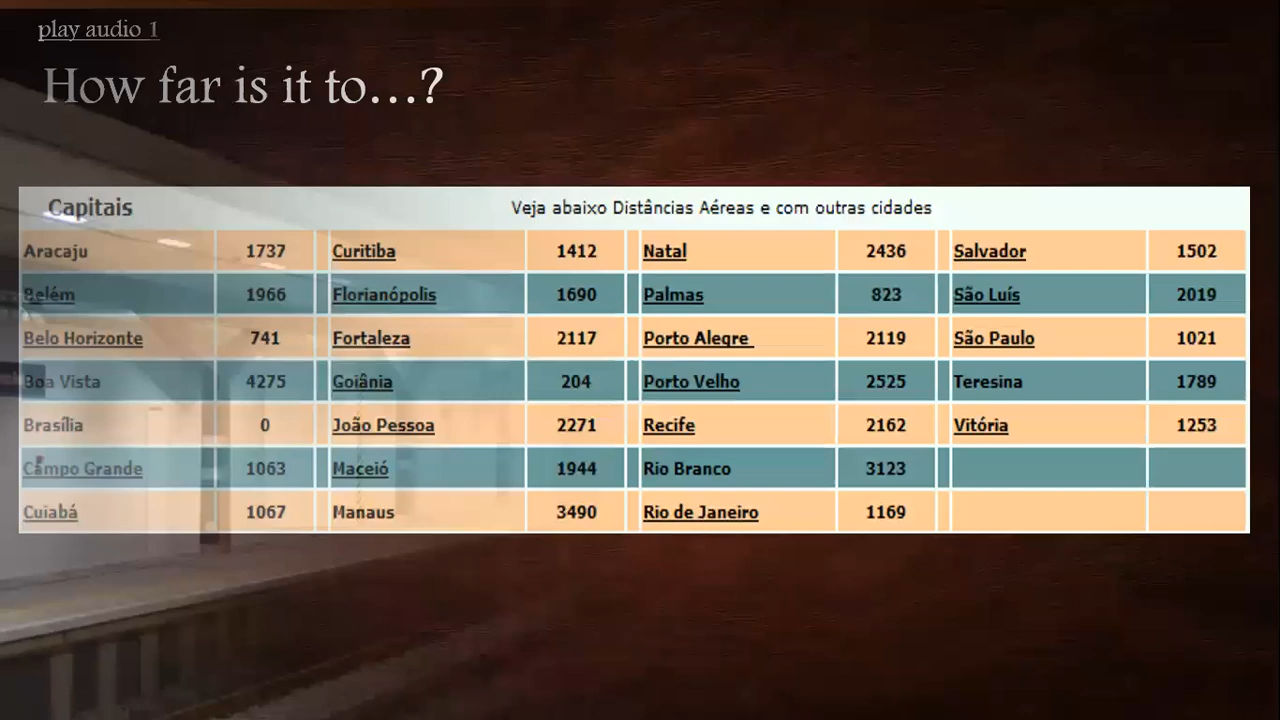 play audio 1
How far is it to...?
Capitais Veja abaixo Distâncias Aéreas e com outras cidades
Aracaju 1737 Curitiba 1412 Natal 2436 Salvador 1502
Belém 1966 Florianópolis 1690 Palmas 823 São Luís 2019
Belo Horizonte 741 Fortaleza 2117 Porto Alegre 2119 São Paulo 1021
Boa Vista 4275 Goiânia 204 Porto Velho 2525 Teresina 1789
Brasília 0 João Pessoa 2271 Recife 2162 Vitória 1253
Campo Grande 1063 Maceió 1944 Rio Branco 3123
Cuiabá 1067 Manaus 3490 Rio de Janeiro 1169